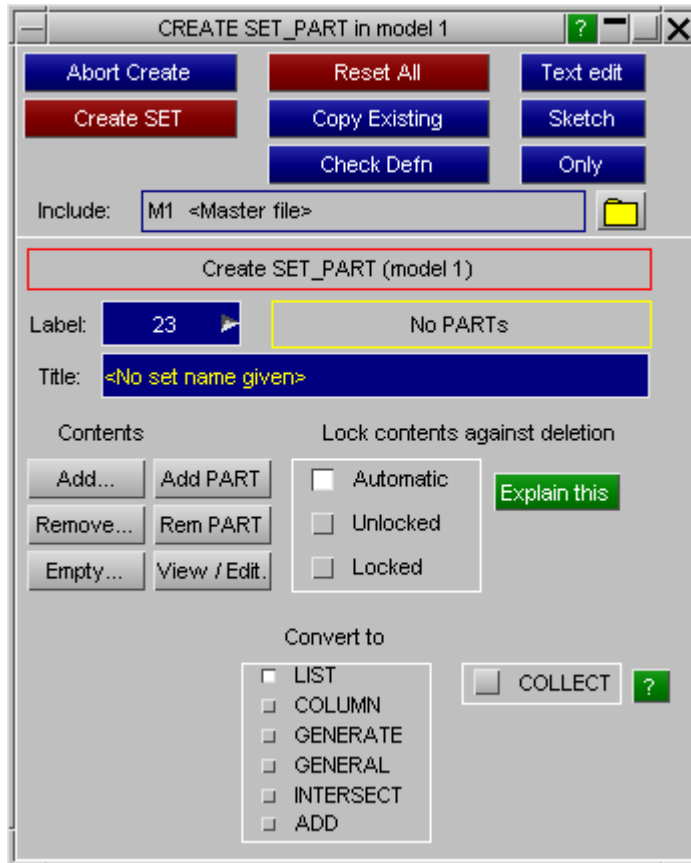 CREATE SET_PART in model 1 ?
Abort Create Reset All Text edit
Create SET Copy Existing Sketch
Check Defn Only
Include: M1 <Master file>
Create SET_PART (model 1)
Label: 23 No PARTs
Title: <No set name given>
Contents Lock contents against deletion
Add... Add PART Automatic Explain this
Remove... Rem PART Unlocked
Empty... View / Edit. Locked
Convert to
LIST COLLECT ?
COLUMN
GENERATE
GENERAL
INTERSECT
ADD